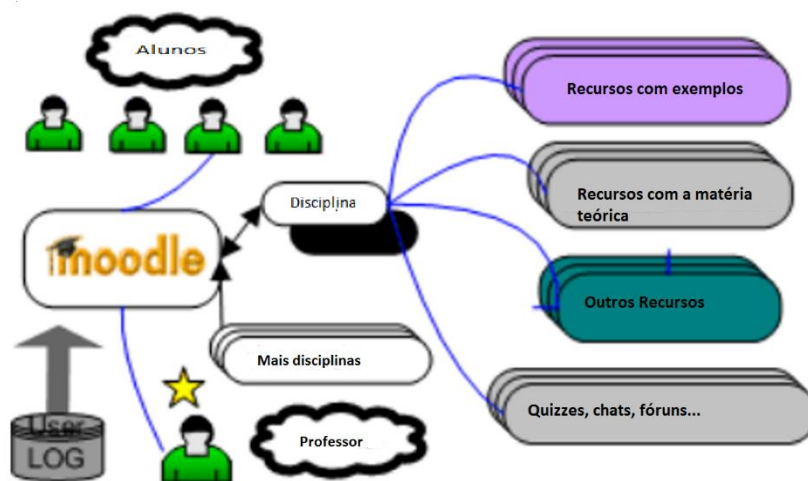 Alunos
Recursos com exemplos
Disciplina
Recursos com a matéria
teórica
moodle
Outros Recursos
Mais disciplinas
Quizzes, chats, fóruns...
User
LOG
Professor